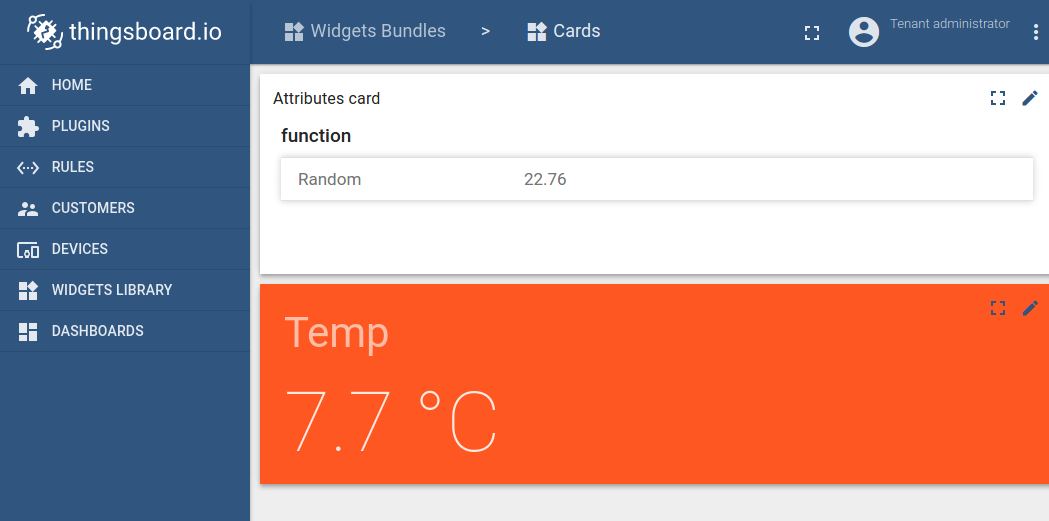 thingsboard.io
Widgets Bundles > Cards
Tenant administrator
HOME
PLUGINS
RULES
CUSTOMERS
DEVICES
WIDGETS LIBRARY
DASHBOARDS
Attributes card
function
Random 22.76
Temp
7.7 °C